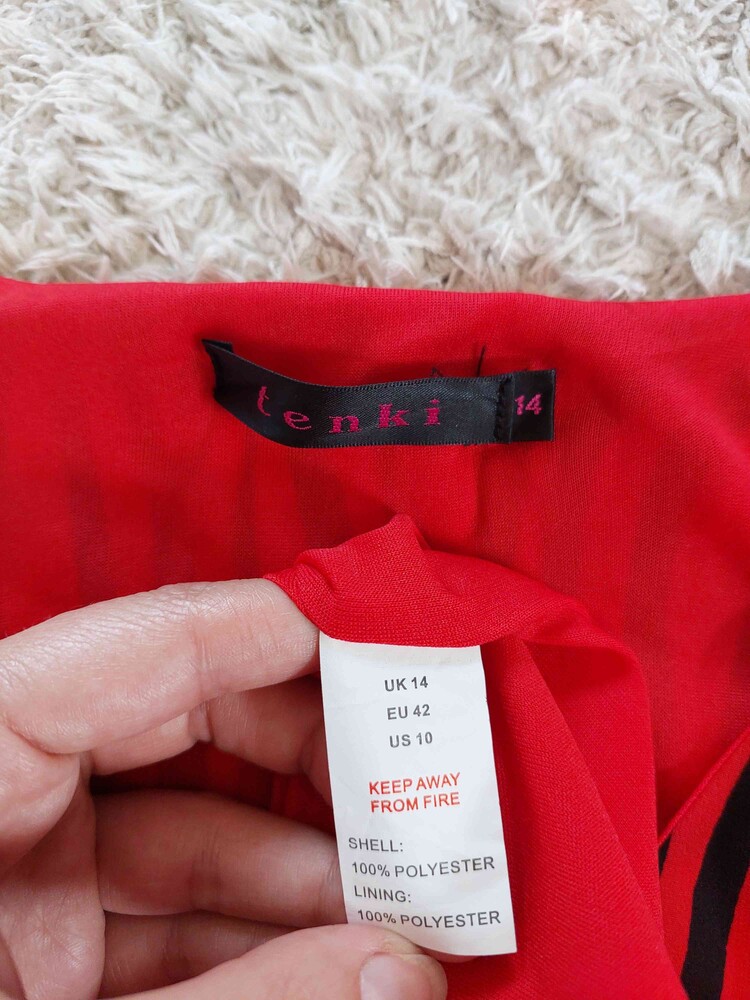 tenki
14
UK 14
EU 42
US 10
KEEP AWAY
FROM FIRE
SHELL:
100% POLYESTER
LINING:
100% POLYESTER